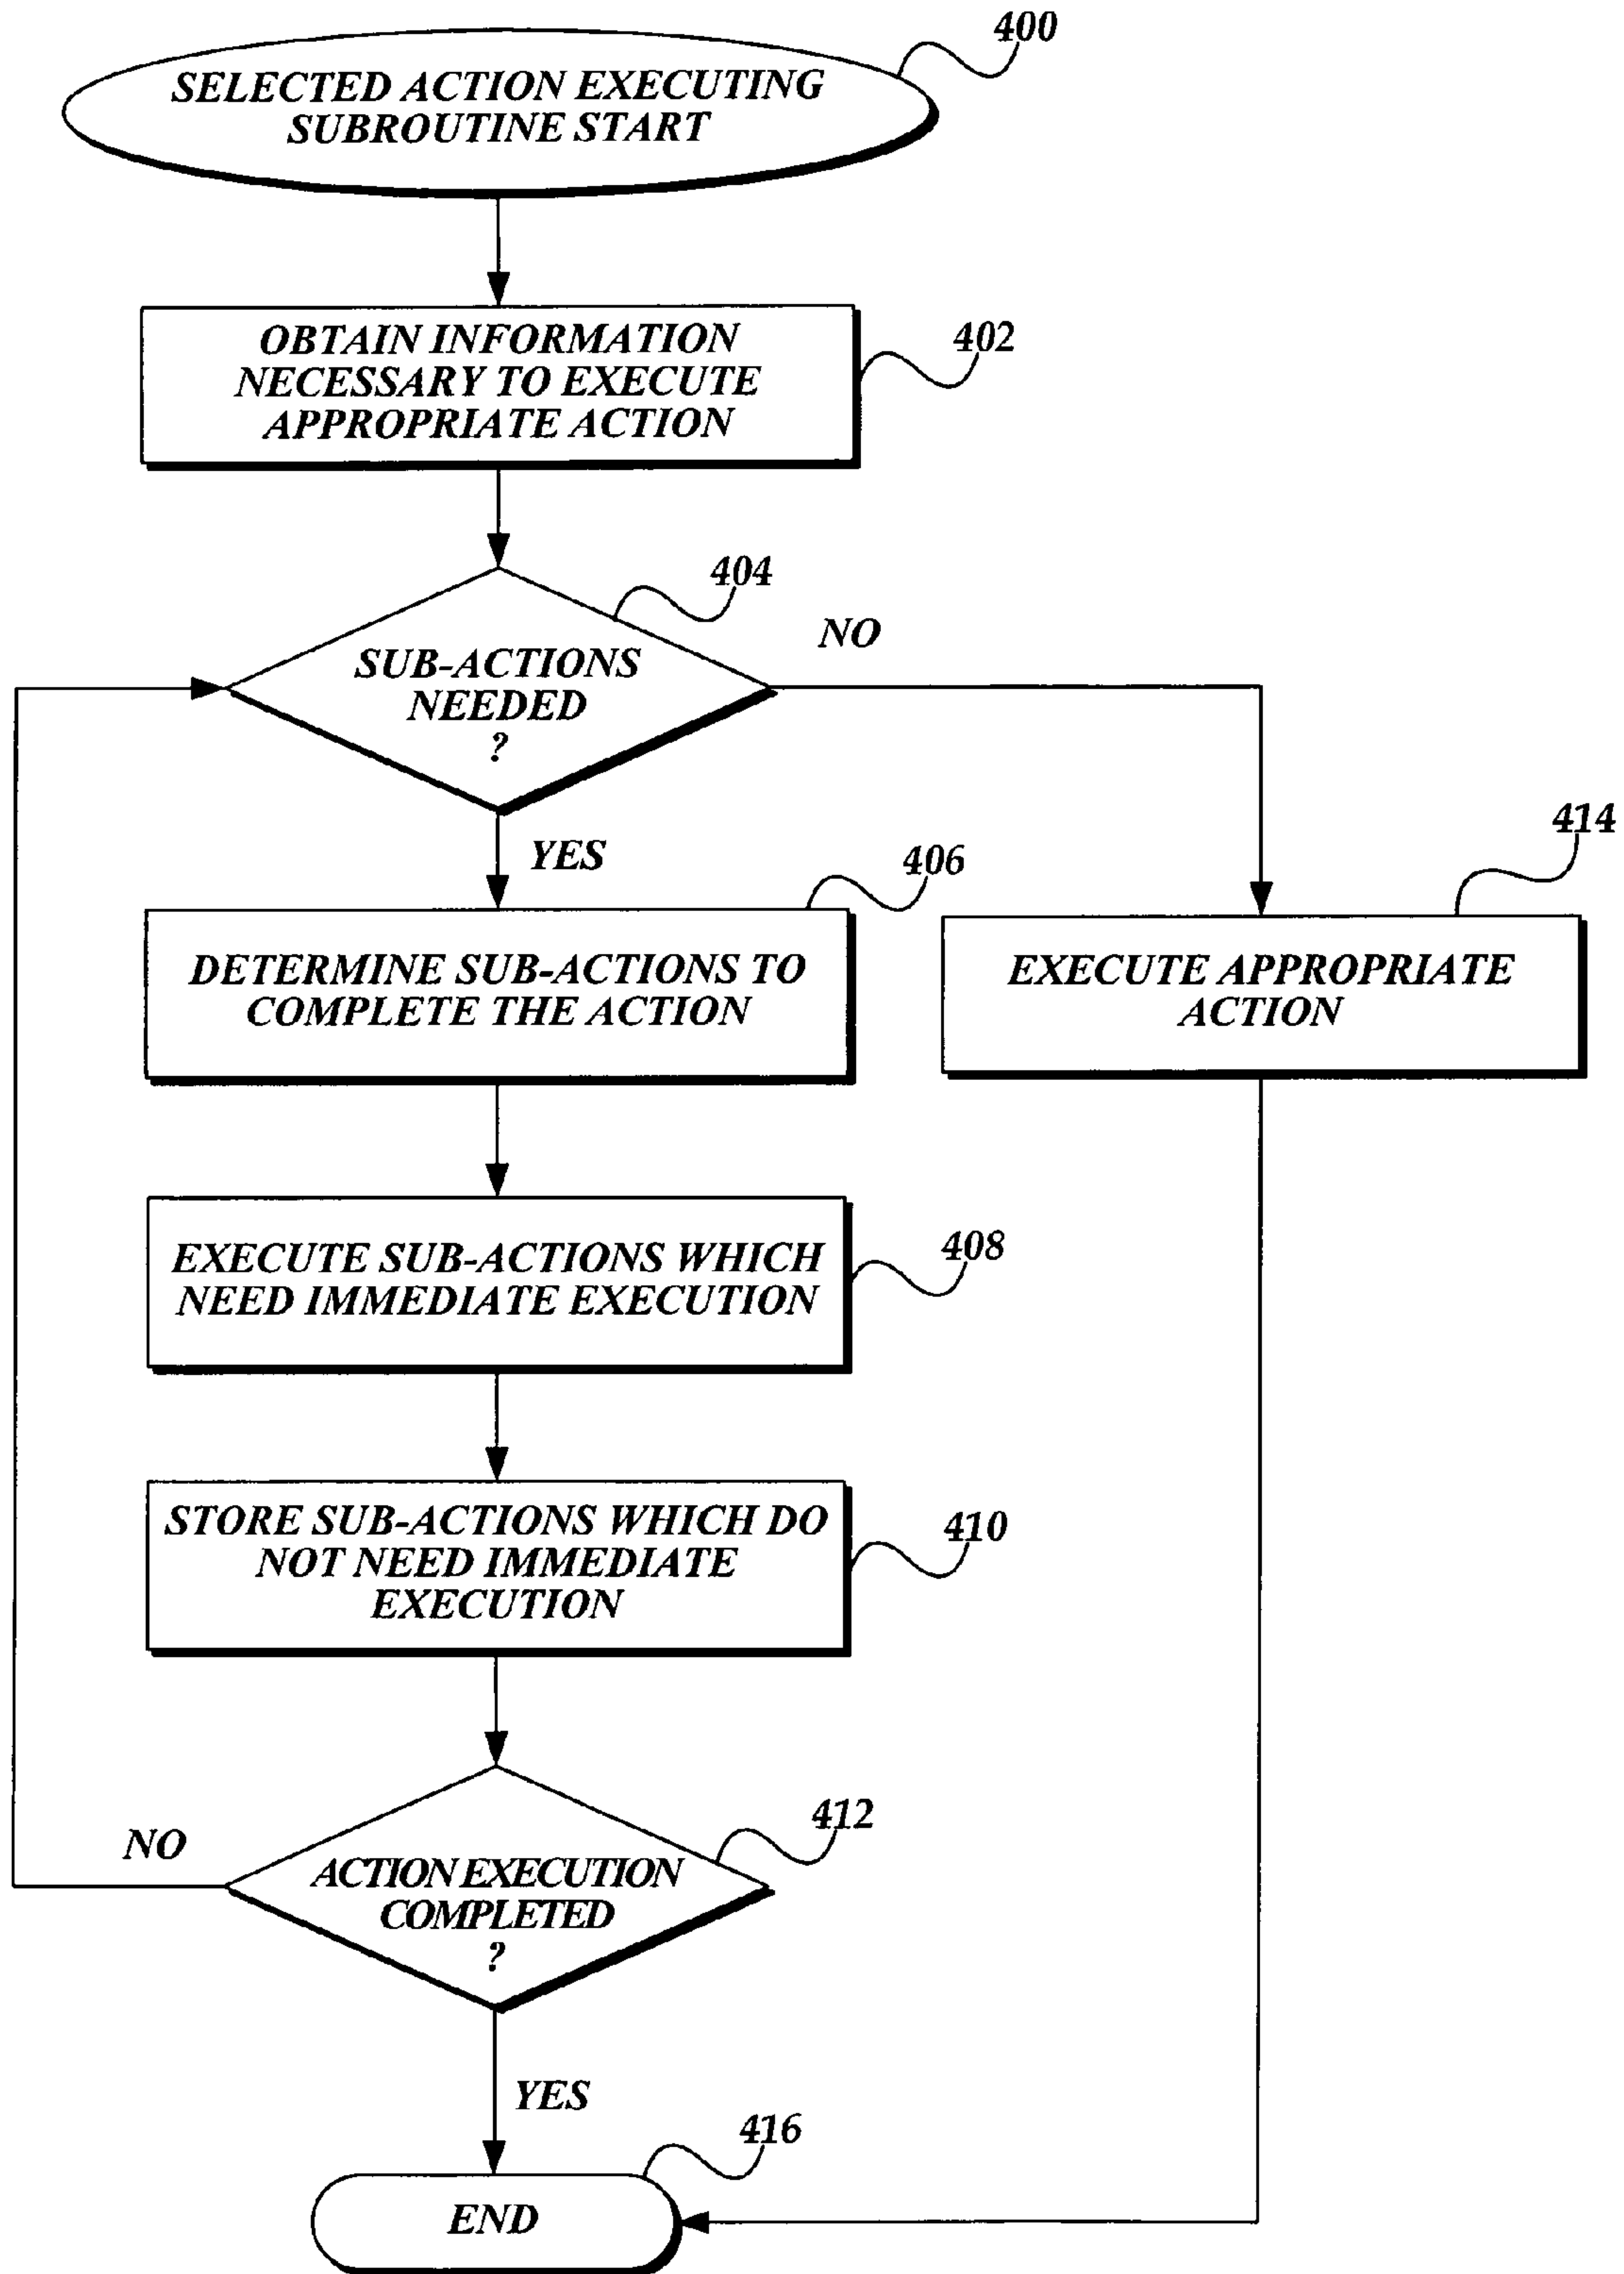 400
SELECTED ACTION EXECUTING
SUBROUTINE START
OBTAIN INFORMATION
NECESSARY TO EXECUTE
APPROPRIATE ACTION
402
404
NO
SUB-ACTIONS
NEEDED
?
YES
406
414
DETERMINE SUB-ACTIONS TO
COMPLETE THE ACTION
EXECUTE APPROPRIATE
ACTION
EXECUTE SUB-ACTIONS WHICH
NEED IMMEDIATE EXECUTION
408
STORE SUB-ACTIONS WHICH DO
NOT NEED IMMEDIATE
EXECUTION
410
412
NO
ACTION EXECUTION
COMPLETED
?
YES
416
END